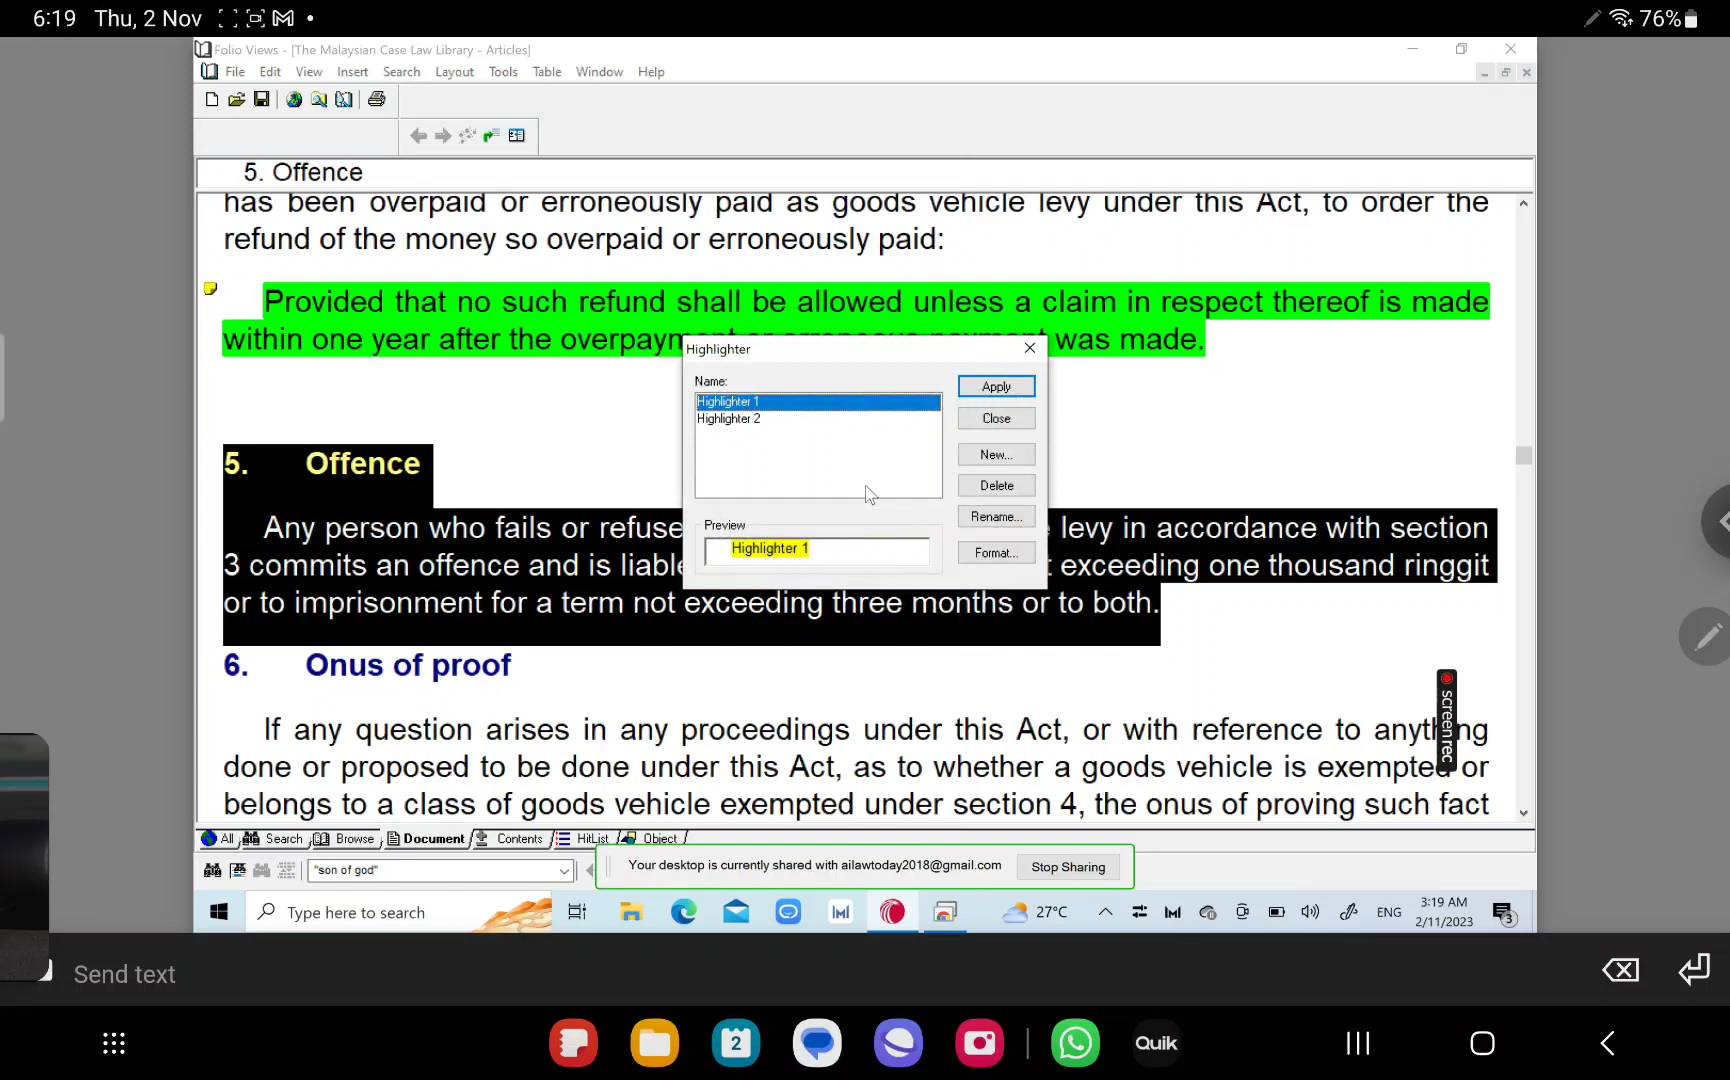 6:19 Thu, 2 Nov
76%
Folio Views - [The Malaysian Case Law Library - Articles]
File Edit View Insert Search Layout Tools Table Window Help
5. Offence
has been overpaid or erroneously paid as goods vehicle levy under this Act, to order the
refund of the money so overpaid or erroneously paid:
Provided that no such refund shall be allowed unless a claim in respect thereof is made
within one year after the overpaym
was made.
Highlighter
Name:
Highlighter 1
Highlighter 2
Apply
Close
New...
Delete
Rename...
Format...
Preview
Highlighter 1
5. Offence
Any person who fails or refuse levy in accordance with section
3 commits an offence and is liable exceeding one thousand ringgit
or to imprisonment for a term not exceeding three months or to both.
6. Onus of proof
If any question arises in any proceedings under this Act, or with reference to anything
done or proposed to be done under this Act, as to whether a goods vehicle is exempted or
belongs to a class of goods vehicle exempted under section 4, the onus of proving such fact
screen rec
All Search Browse Document Contents HitList Object
"son of god"
Your desktop is currently shared with ailawtoday2018@gmail.com Stop Sharing
Type here to search
27°C
ENG
3:19 AM
2/11/2023
3
Send text
2
Quik